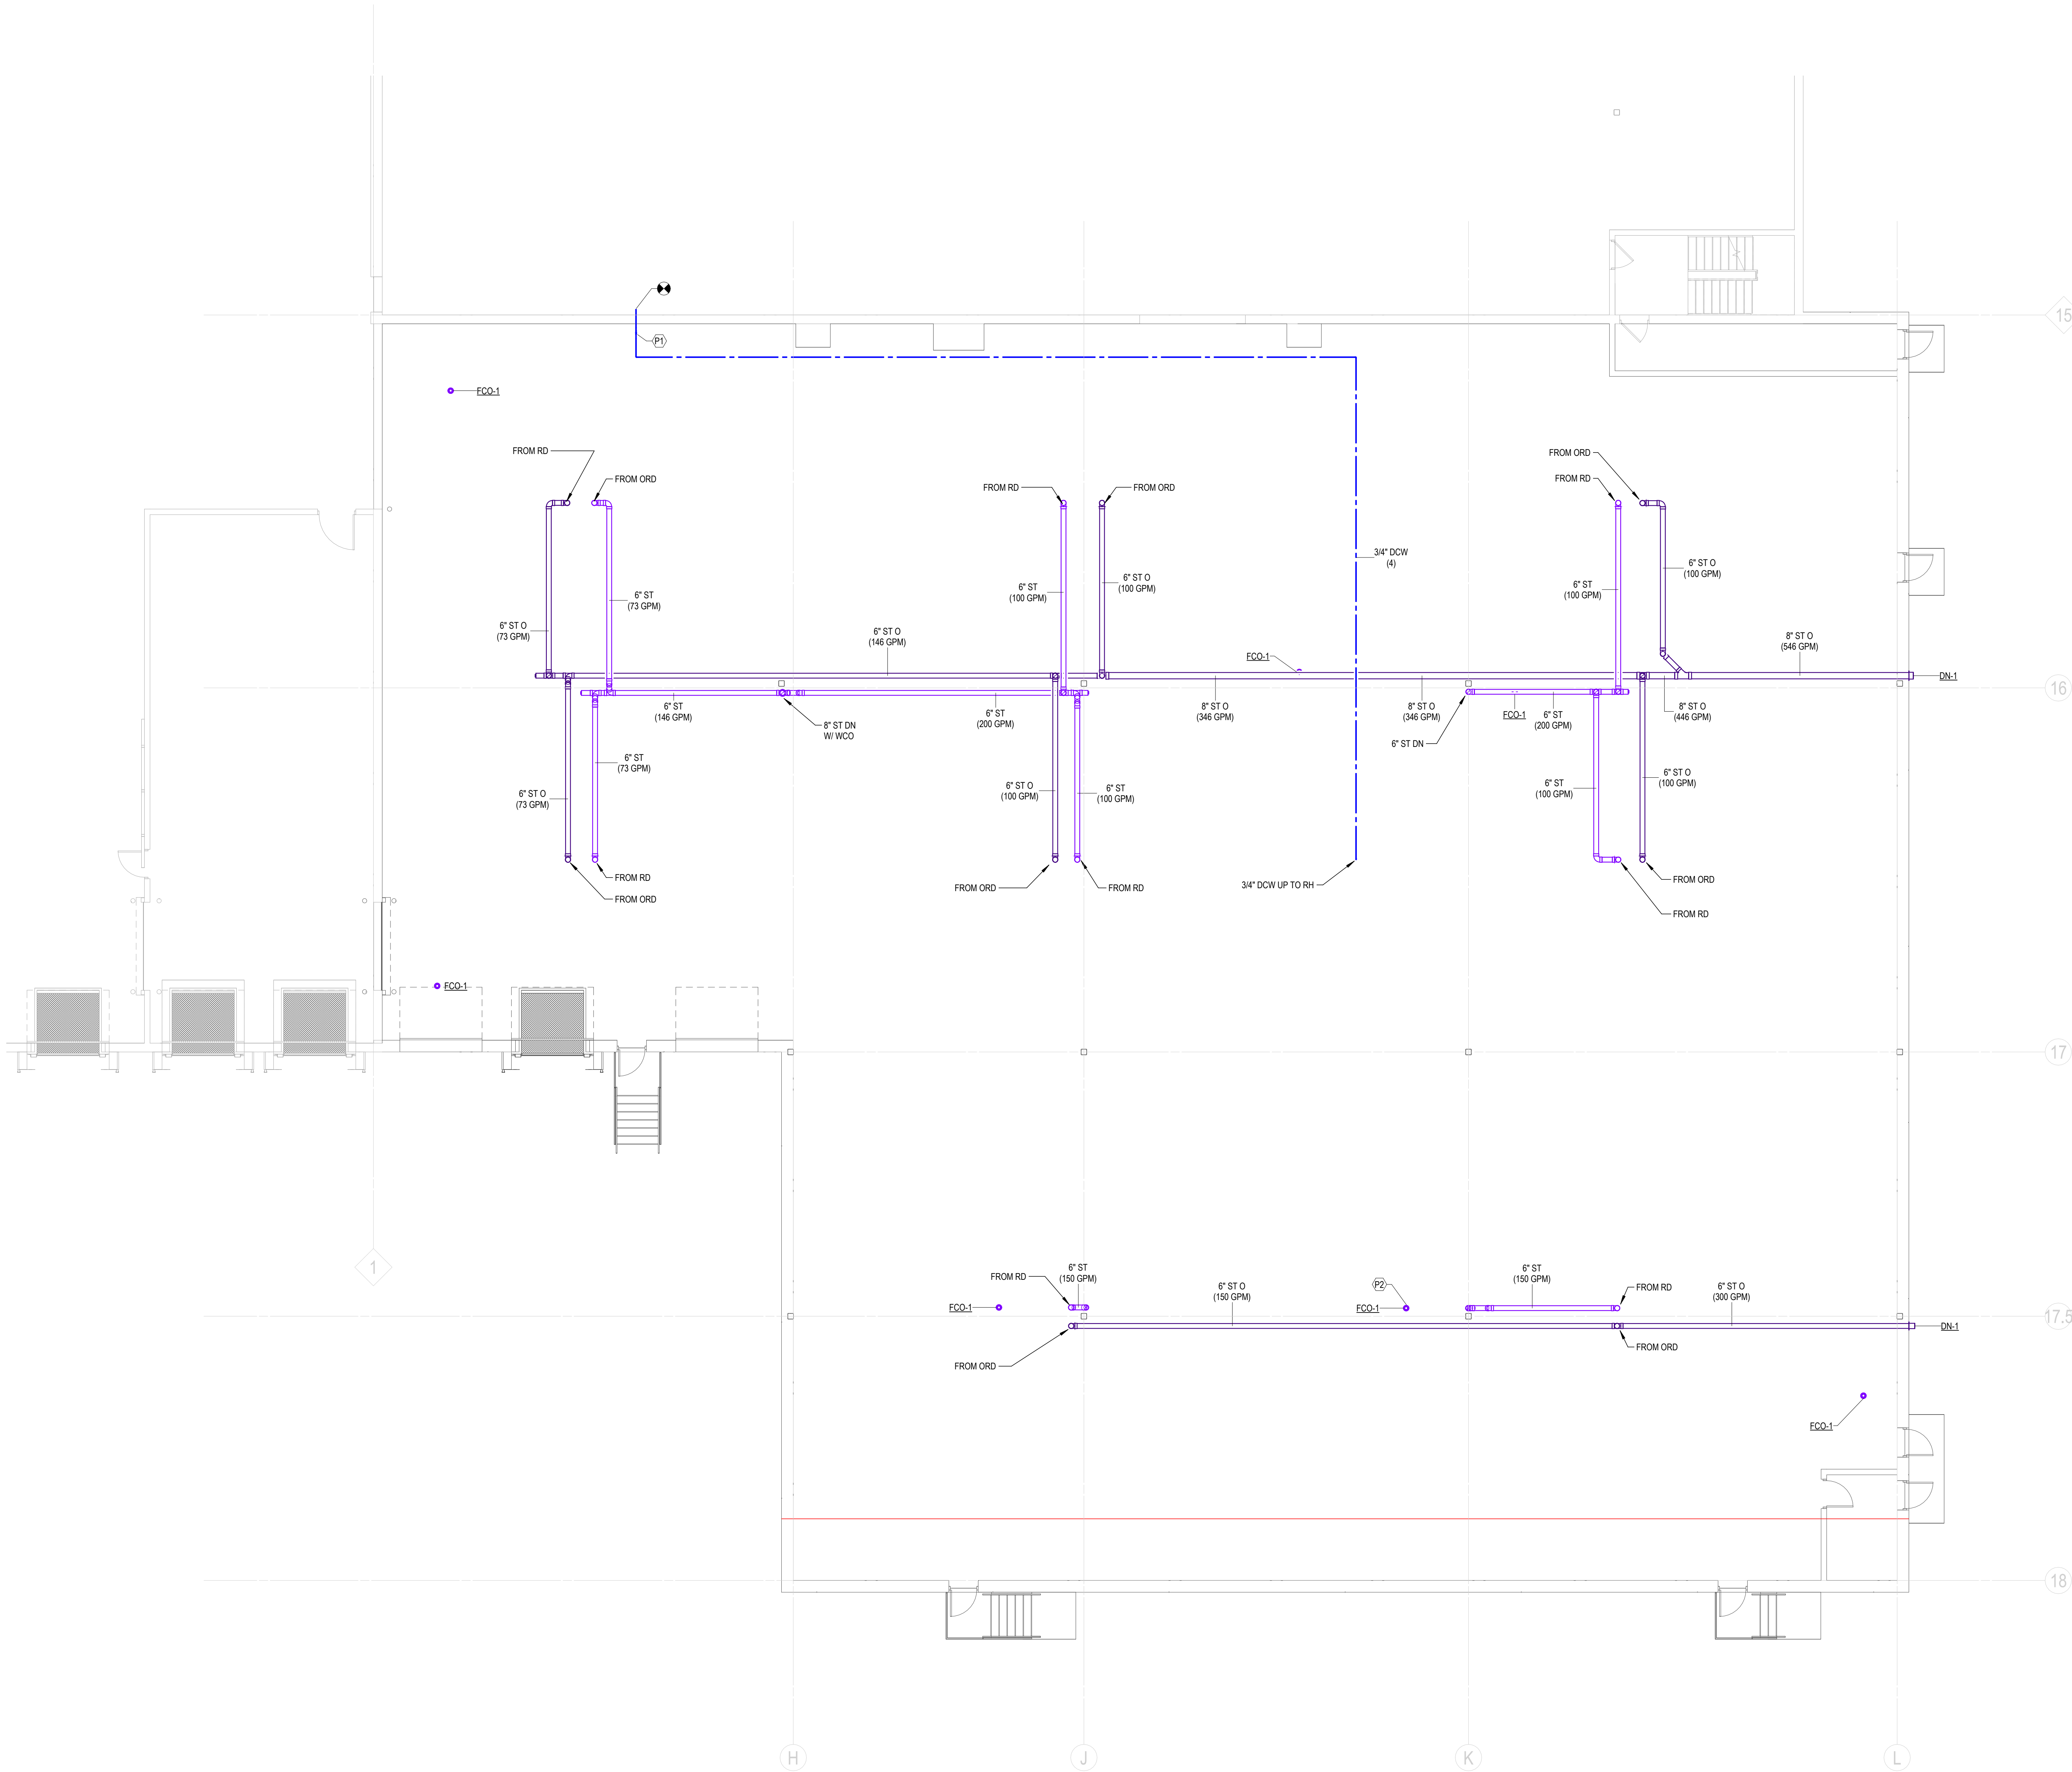 15
P1
FCO-1
FROM RD
FROM ORD
FROM RD
FROM ORD
FROM ORD
FROM RD
3/4" DCW
(4)
6" ST O
(100 GPM)
6" ST
(100 GPM)
6" ST O
(100 GPM)
6" ST
(100 GPM)
6" ST
(73 GPM)
6" ST O
(73 GPM)
6" ST O
(146 GPM)
8" ST O
(546 GPM)
FCO-1
DN-1
16
6" ST
(146 GPM)
8" ST DN
W/ WCO
6" ST
(200 GPM)
8" ST O
(346 GPM)
8" ST O
(346 GPM)
FCO-1
6" ST
(200 GPM)
8" ST O
(446 GPM)
6" ST DN
6" ST
(73 GPM)
6" ST O
(73 GPM)
6" ST O
(100 GPM)
6" ST
(100 GPM)
6" ST
(100 GPM)
6" ST O
(100 GPM)
FROM RD
FROM ORD
FROM ORD
FROM RD
3/4" DCW UP TO RH
FROM ORD
FROM RD
FCO-1
17
1
FROM RD
6" ST
(150 GPM)
6" ST O
(150 GPM)
P2
6" ST
(150 GPM)
FROM RD
6" ST O
(300 GPM)
FCO-1
FCO-1
17.5
DN-1
FROM ORD
FROM ORD
FCO-1
18
H
J
K
L